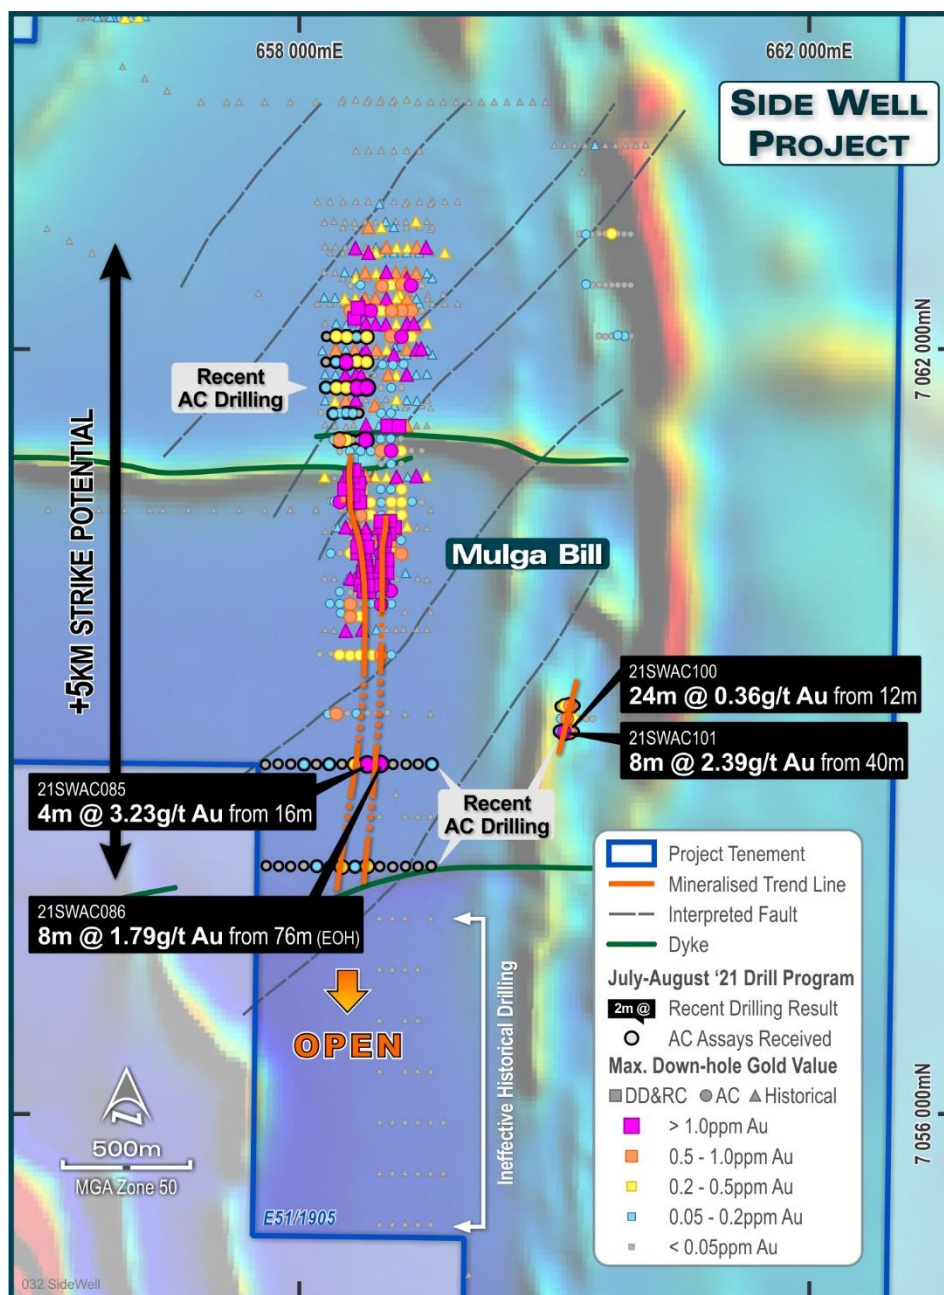 658 000mE
662 000mE
SIDE WELL
PROJECT
7 062 000mN
Recent
AC Drilling
+5KM STRIKE POTENTIAL
Mulga Bill
21SWAC100
24m @ 0.36g/t Au from 12m
21SWAC101
8m @ 2.39g/t Au from 40m
21SWAC085
4m @ 3.23g/t Au from 16m
Recent
AC Drilling
21SWAC086
8m @ 1.79g/t Au from 76m (EOH)
OPEN
Ineffective Historical Drilling
Project Tenement
Mineralised Trend Line
Interpreted Fault
Dyke
July-August ‘21 Drill Program
2m @ Recent Drilling Result
AC Assays Received
Max. Down-hole Gold Value
DD&RC AC Historical
> 1.0ppm Au
0.5 - 1.0ppm Au
0.2 - 0.5ppm Au
0.05 - 0.2ppm Au
< 0.05ppm Au
7 056 000mN
N
500m
MGA Zone 50
E51/1905
032 SideWell